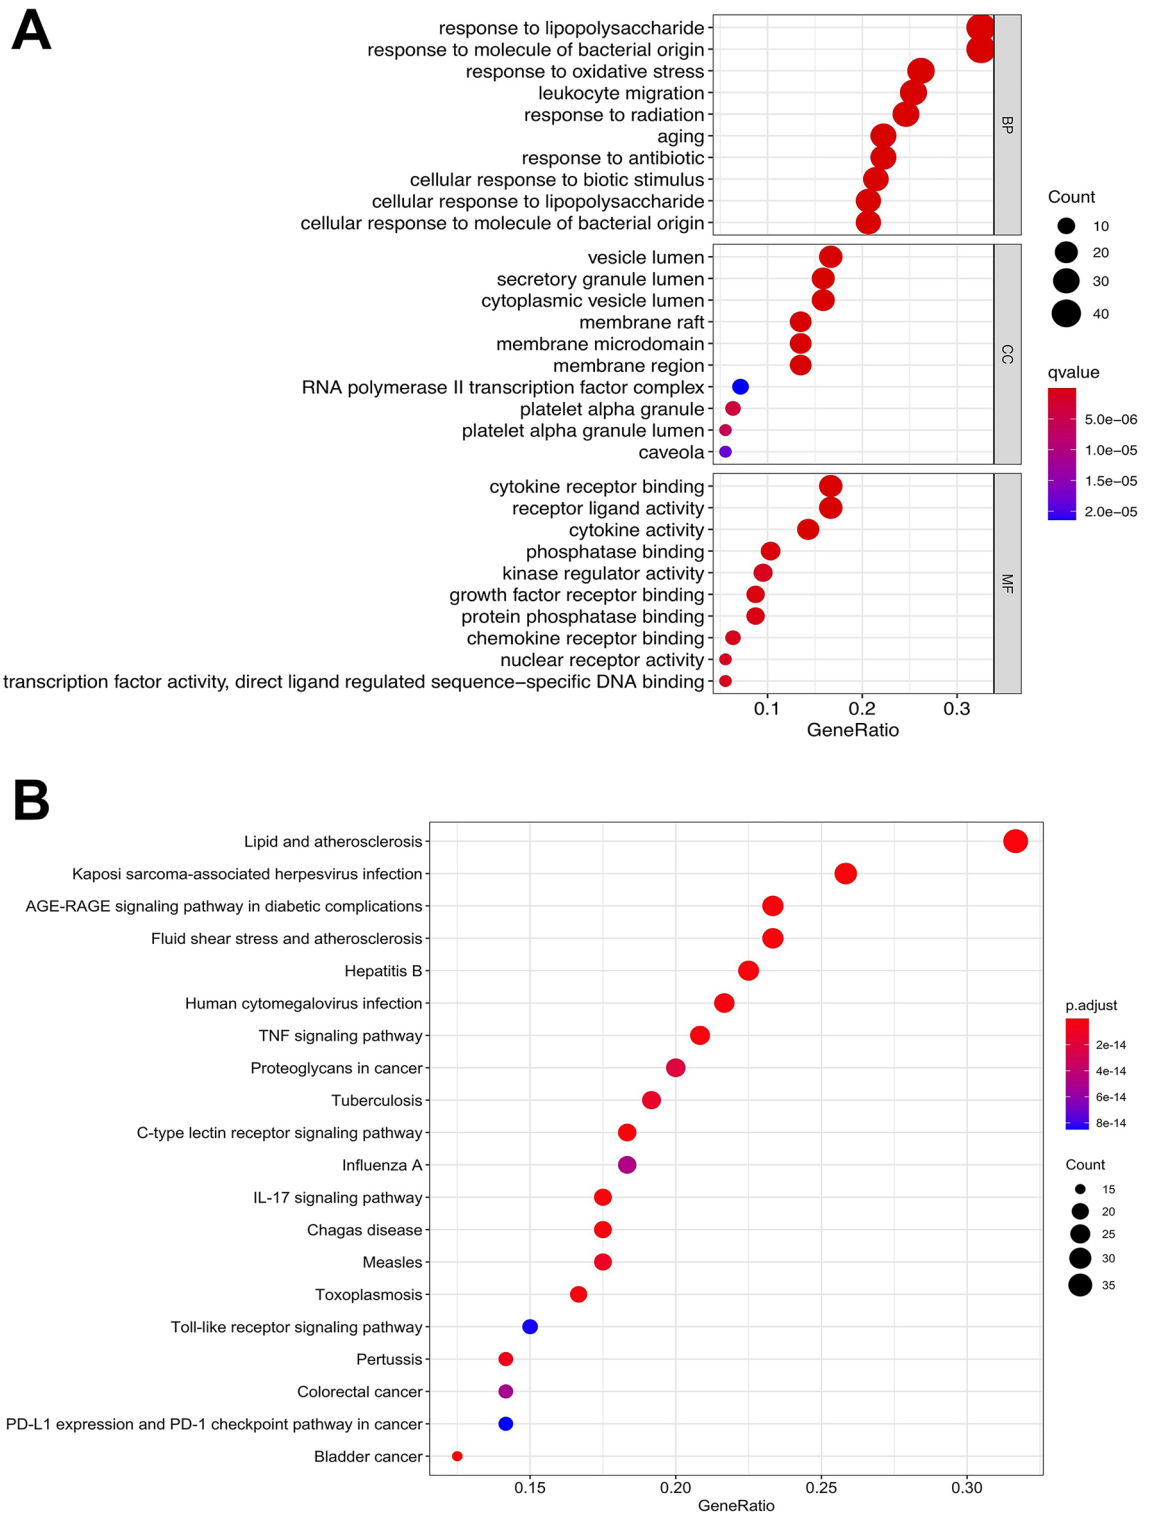 A
response to lipopolysaccharide
response to molecule of bacterial origin
response to oxidative stress
leukocyte migration
response to radiation
aging
response to antibiotic
cellular response to biotic stimulus
cellular response to lipopolysaccharide
cellular response to molecule of bacterial origin
BP
vesicle lumen
secretory granule lumen
cytoplasmic vesicle lumen
membrane raft
membrane microdomain
membrane region
RNA polymerase II transcription factor complex
platelet alpha granule
platelet alpha granule lumen
caveola
CC
cytokine receptor binding
receptor ligand activity
cytokine activity
phosphatase binding
kinase regulator activity
growth factor receptor binding
protein phosphatase binding
chemokine receptor binding
nuclear receptor activity
transcription factor activity, direct ligand regulated sequence−specific DNA binding
MF
0.1 0.2 0.3
GeneRatio
Count
10
20
30
40
qvalue
5.0e−06
1.0e−05
1.5e−05
2.0e−05
B
Lipid and atherosclerosis
Kaposi sarcoma-associated herpesvirus infection
AGE-RAGE signaling pathway in diabetic complications
Fluid shear stress and atherosclerosis
Hepatitis B
Human cytomegalovirus infection
TNF signaling pathway
Proteoglycans in cancer
Tuberculosis
C-type lectin receptor signaling pathway
Influenza A
IL-17 signaling pathway
Chagas disease
Measles
Toxoplasmosis
Toll-like receptor signaling pathway
Pertussis
Colorectal cancer
PD-L1 expression and PD-1 checkpoint pathway in cancer
Bladder cancer
0.15 0.20 0.25 0.30
GeneRatio
p.adjust
2e-14
4e-14
6e-14
8e-14
Count
15
20
25
30
35